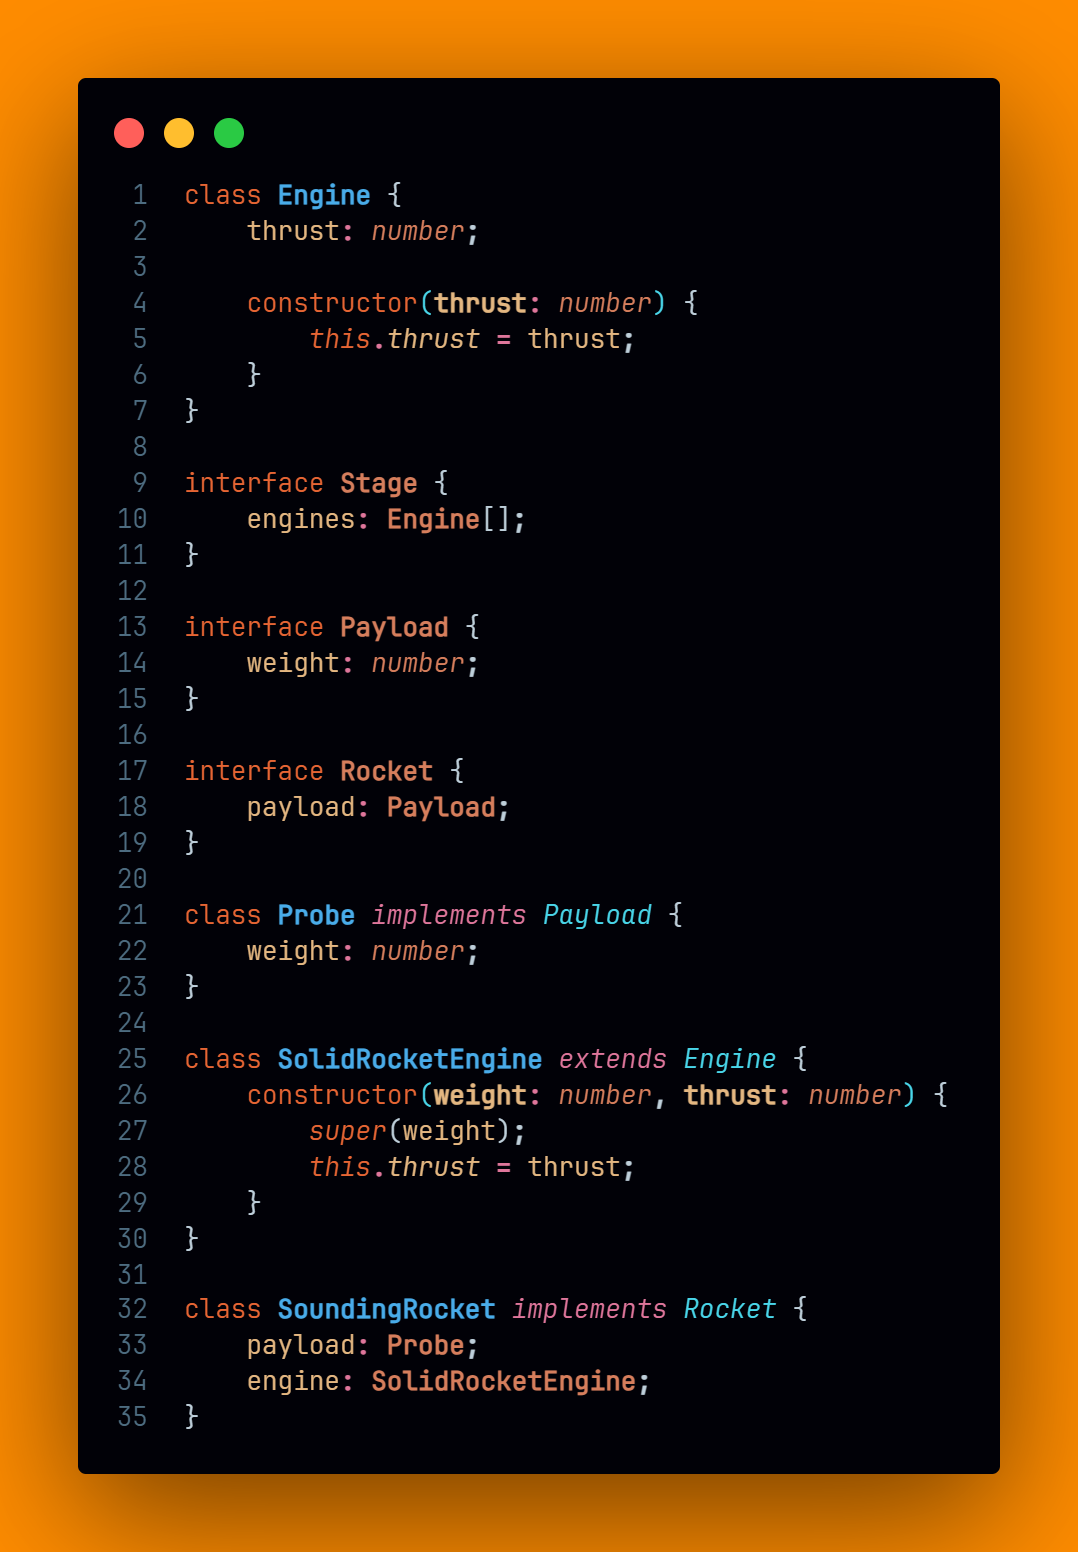 1 class Engine {
2     thrust: number;
3
4     constructor(thrust: number) {
5         this.thrust = thrust;
6     }
7 }
8
9 interface Stage {
10     engines: Engine[];
11 }
12
13 interface Payload {
14     weight: number;
15 }
16
17 interface Rocket {
18     payload: Payload;
19 }
20
21 class Probe implements Payload {
22     weight: number;
23 }
24
25 class SolidRocketEngine extends Engine {
26     constructor(weight: number, thrust: number) {
27         super(weight);
28         this.thrust = thrust;
29     }
30 }
31
32 class SoundingRocket implements Rocket {
33     payload: Probe;
34     engine: SolidRocketEngine;
35 }